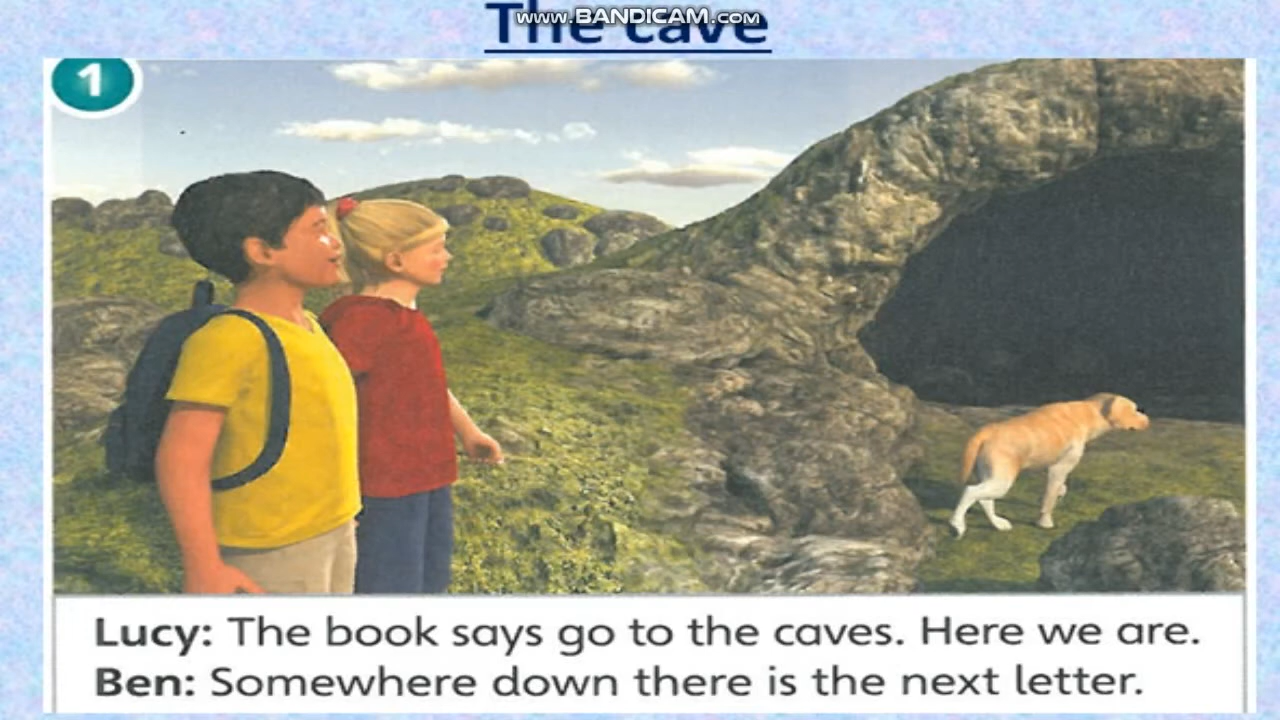 www.BANDICAM.com
The cave
1
Lucy: The book says go to the caves. Here we are.
Ben: Somewhere down there is the next letter.